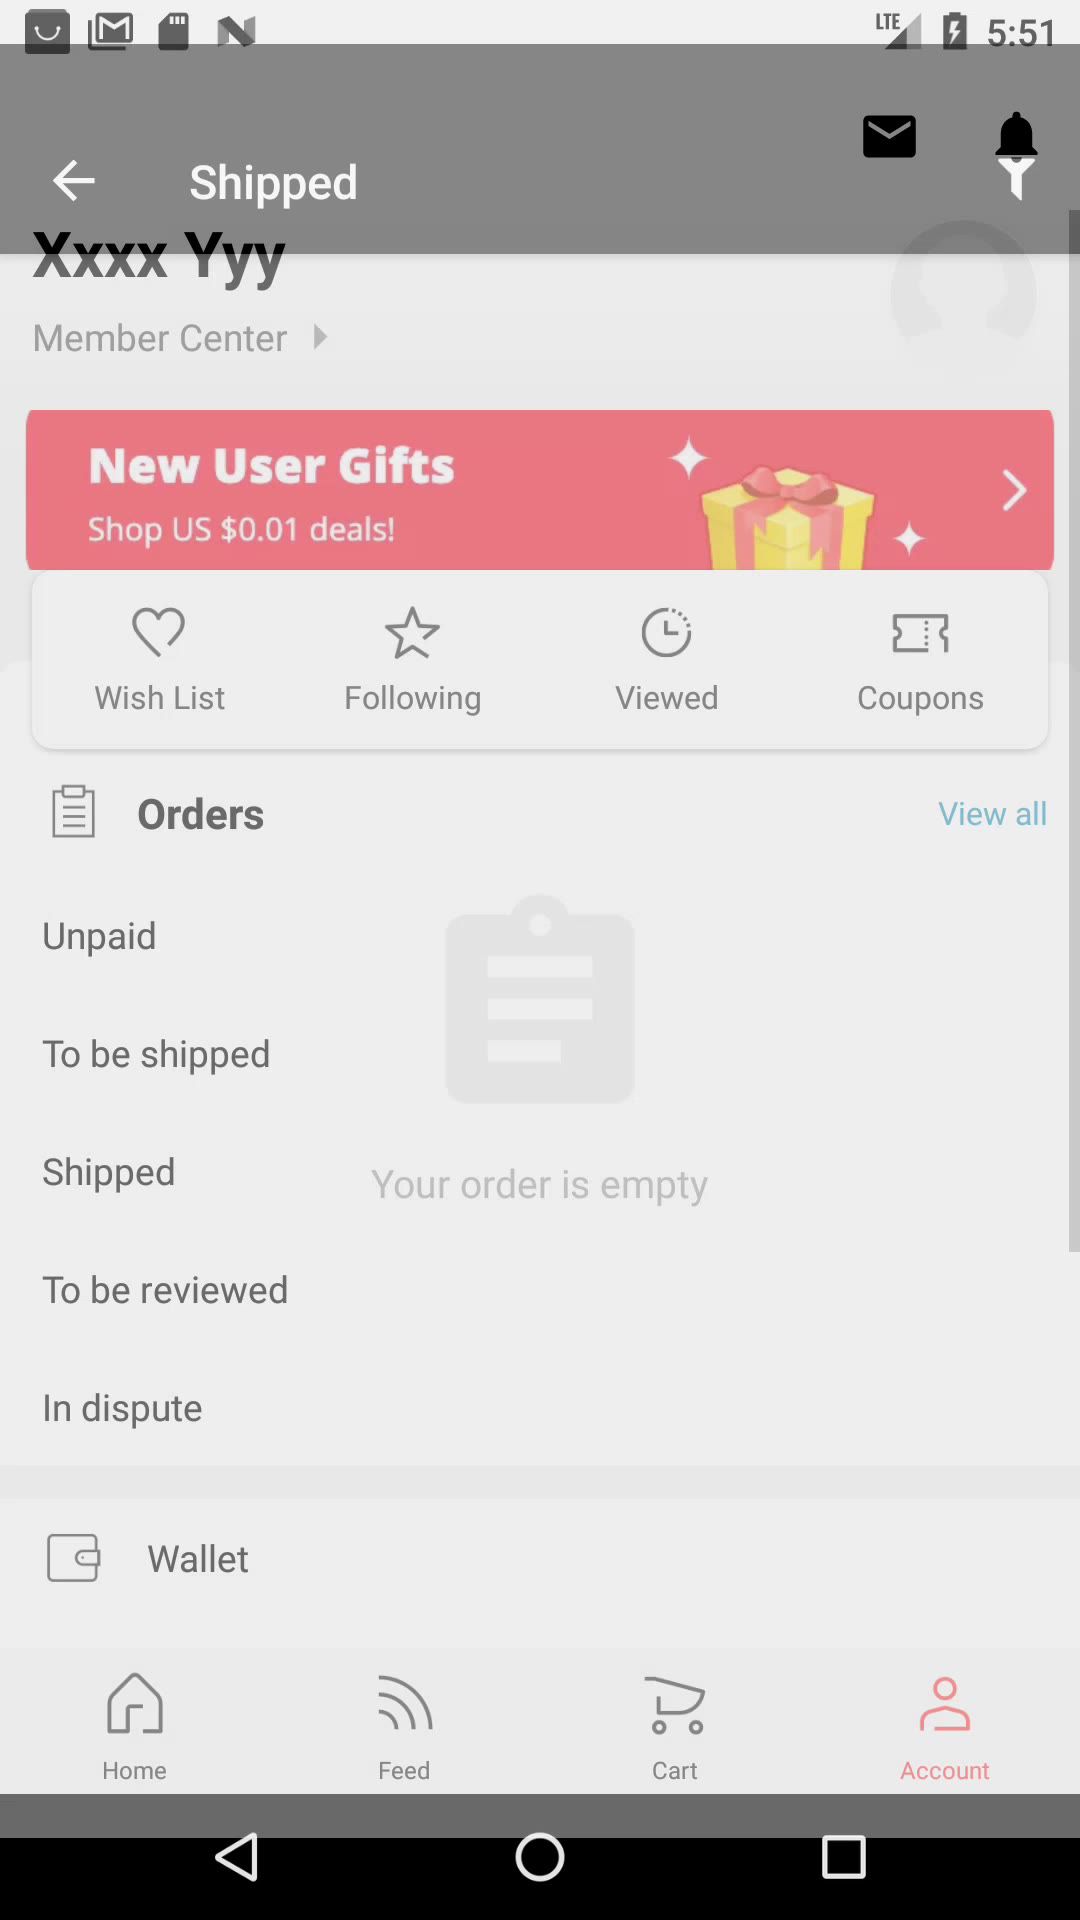 LTE 5:51
Shipped
Xxxx Yyy
Member Center
New User Gifts
Shop US $0.01 deals!
Wish List Following Viewed Coupons
Orders View all
Unpaid
To be shipped
Shipped
Your order is empty
To be reviewed
In dispute
Wallet
Home Feed Cart Account